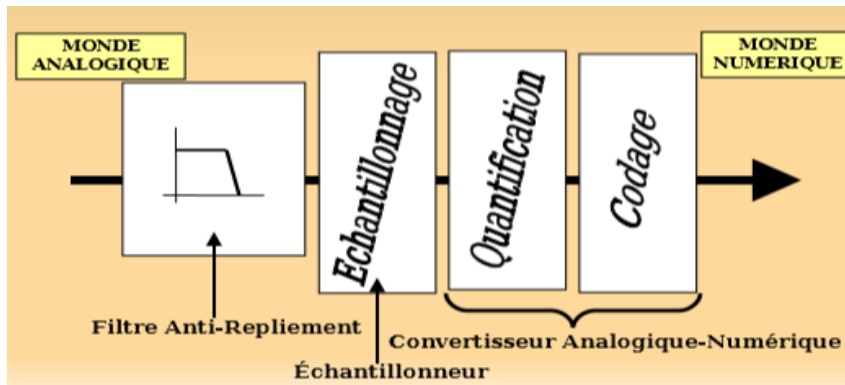 MONDE
ANALOGIQUE
MONDE
NUMERIQUE
Echantillonnage
Quantification
Codage
Filtre Anti-Repliement
Convertisseur Analogique-Numérique
Échantillonneur